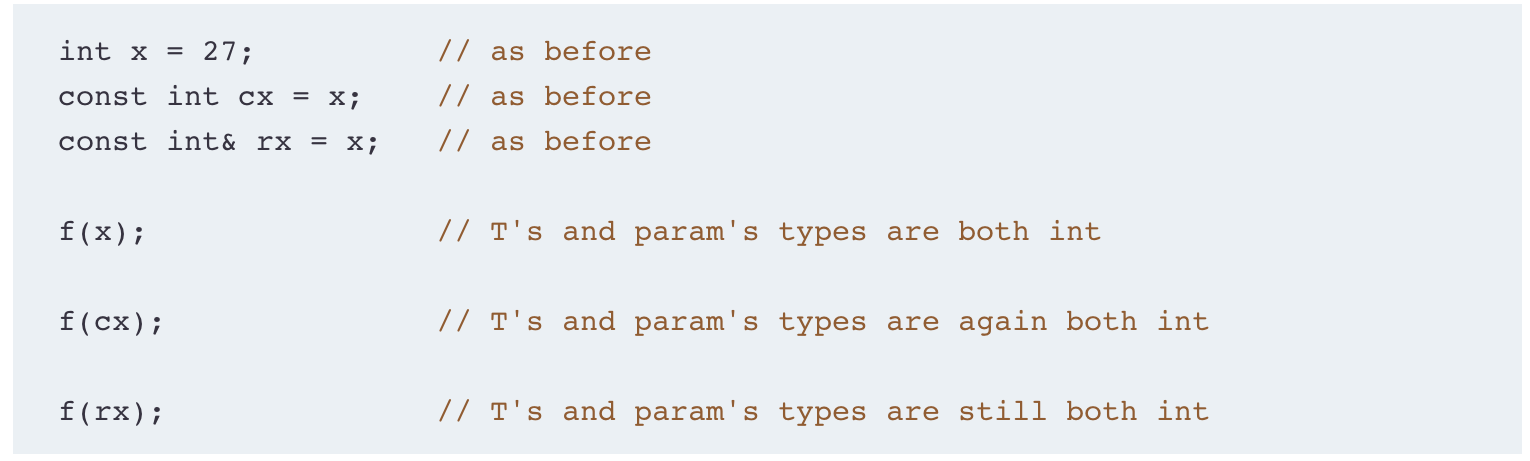 int x = 27;          // as before
const int cx = x;    // as before
const int& rx = x;   // as before
f(x);                // T's and param's types are both int
f(cx);               // T's and param's types are again both int
f(rx);               // T's and param's types are still both int